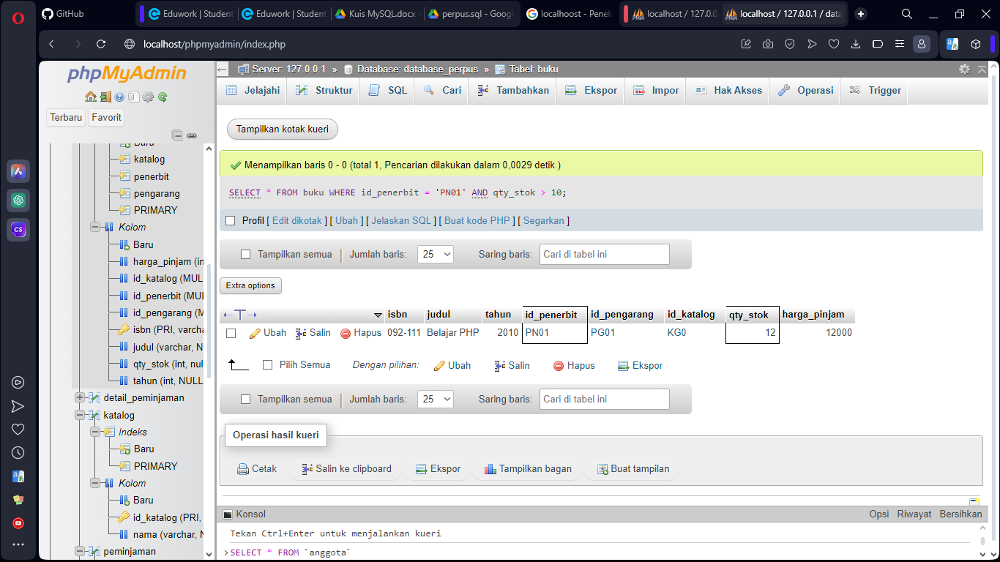 GitHub
Eduwork | Student
Eduwork | Student
Kuis MySQL.docx -
perpus.sql - Googl
localhoost - Penelu
localhost / 127.0.0.
localhost / 127.0.0.1 / data
localhost/phpmyadmin/index.php
phpMyAdmin
Terbaru
Favorit
Baru
katalog
penerbit
pengarang
PRIMARY
Kolom
Baru
harga_pinjam (in
id_katalog (MUL
id_penerbit (MUL
id_pengarang (M
isbn (PRI, varcha
judul (varchar, N
qty_stok (int, nul
tahun (int, NULL
detail_peminjaman
katalog
Indeks
Baru
PRIMARY
Kolom
Baru
id_katalog (PRI,
nama (varchar, N
peminjaman
Server: 127.0.0.1 » Database: database_perpus » Tabel: buku
Jelajahi Struktur SQL Cari Tambahkan Ekspor Impor Hak Akses Operasi Trigger
Tampilkan kotak kueri
Menampilkan baris 0 - 0 (total 1, Pencarian dilakukan dalam 0,0029 detik.)
SELECT * FROM buku WHERE id_penerbit = 'PN01' AND qty_stok > 10;
Profil [ Edit dikotak ] [ Ubah ] [ Jelaskan SQL ] [ Buat kode PHP ] [ Segarkan ]
Tampilkan semua | Jumlah baris: 25 Saring baris: Cari di tabel ini
Extra options
isbn judul tahun id_penerbit id_pengarang id_katalog qty_stok harga_pinjam
Ubah Salin Hapus 092-111 Belajar PHP 2010 PN01 PG01 KG0 12 12000
Pilih Semua Dengan pilihan: Ubah Salin Hapus Ekspor
Tampilkan semua | Jumlah baris: 25 Saring baris: Cari di tabel ini
Operasi hasil kueri
Cetak Salin ke clipboard Ekspor Tampilkan bagan Buat tampilan
Konsol Opsi Riwayat Bersihkan
Tekan Ctrl+Enter untuk menjalankan kueri
>SELECT * FROM `anggota`